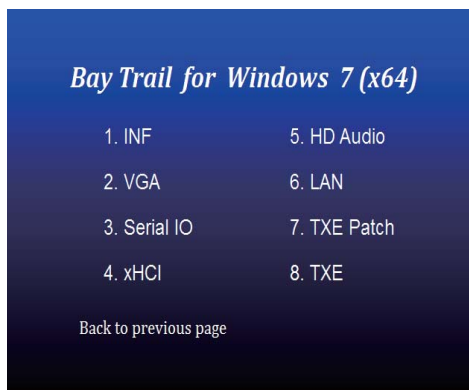 Bay Trail for Windows 7 (x64)
1. INF
2. VGA
3. Serial IO
4. xHCI
5. HD Audio
6. LAN
7. TXE Patch
8. TXE
Back to previous page